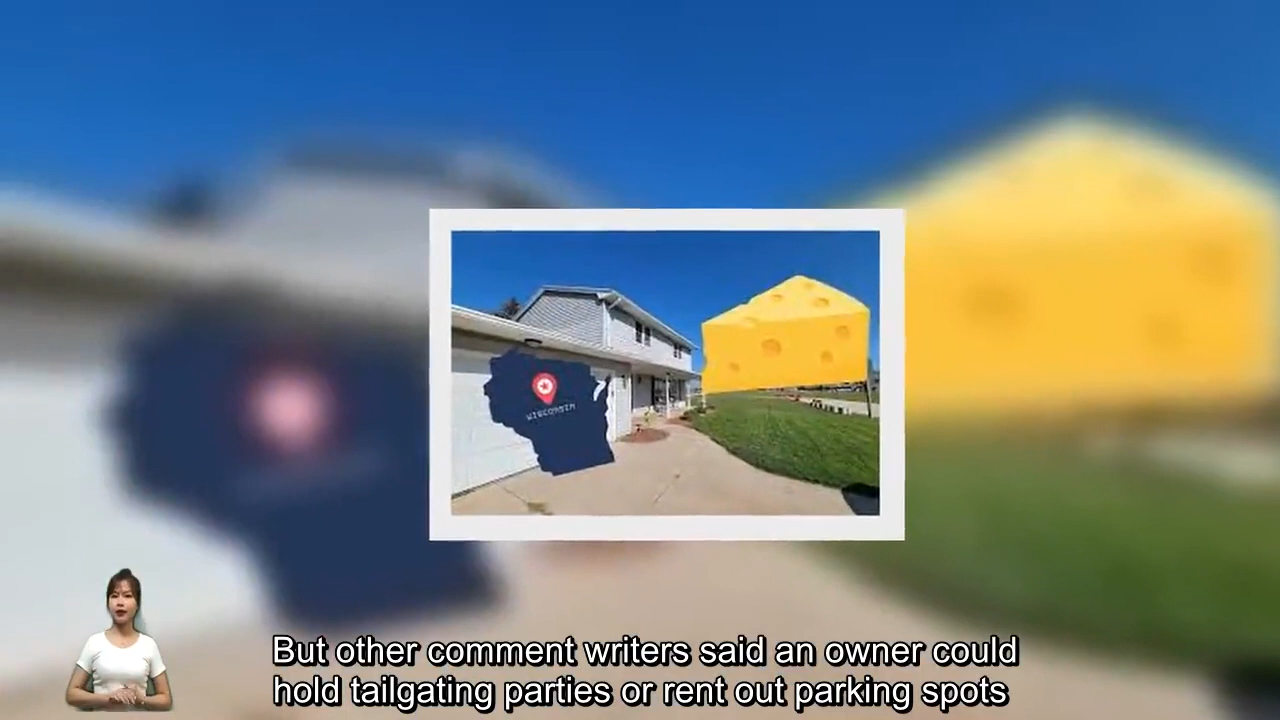 WISCONSIN
But other comment writers said an owner could
hold tailgating parties or rent out parking spots